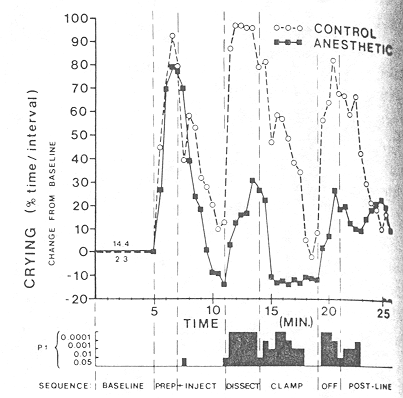 CONTROL
ANESTHETIC
CRYING (% time/interval)
CHANGE FROM BASELINE
100
90
80
70
60
50
40
30
20
10
0
-10
-20
14.4
2.3
5 10 15 20 25
TIME (MIN.)
P<
0.0001
0.001
0.01
0.05
SEQUENCE: BASELINE PREP+INJECT DISSECT CLAMP OFF POST-LINE